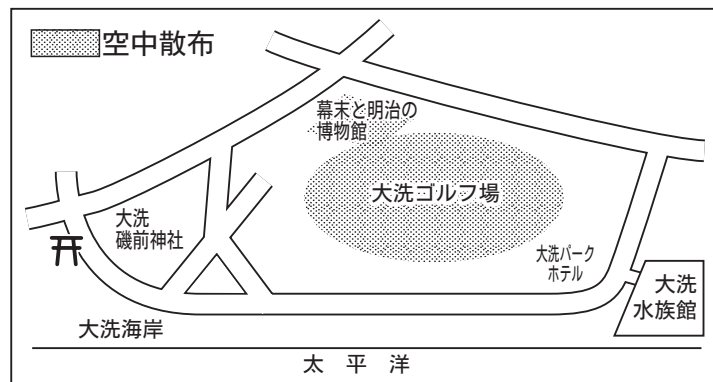 空中散布
幕末と明治の
博物館
大洗ゴルフ場
大洗
磯前神社
大洗パーク
ホテル
大洗
水族館
大洗海岸
太平洋